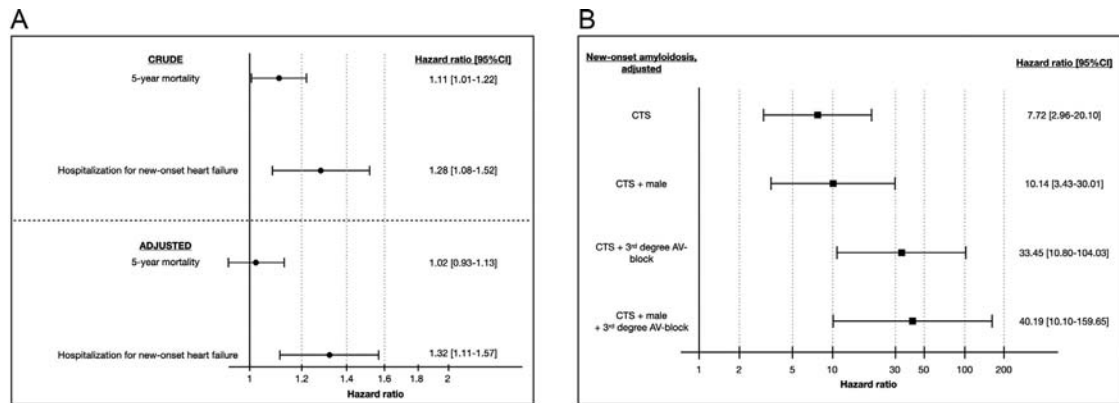 A
CRUDE Hazard ratio [95%CI]
5-year mortality 1.11 [1.01-1.22]
Hospitalization for new-onset heart failure 1.28 [1.08-1.52]
ADJUSTED
5-year mortality 1.02 [0.93-1.13]
Hospitalization for new-onset heart failure 1.32 [1.11-1.57]
1 1.2 1.4 1.6 1.8 2
Hazard ratio
B
New-onset amyloidosis,
adjusted Hazard ratio [95%CI]
CTS 7.72 [2.96-20.10]
CTS + male 10.14 [3.43-30.01]
CTS + 3rd degree AV-
block 33.45 [10.80-104.03]
CTS + male
+ 3rd degree AV-block 40.19 [10.10-159.65]
1 2 5 10 30 50 100 200
Hazard ratio